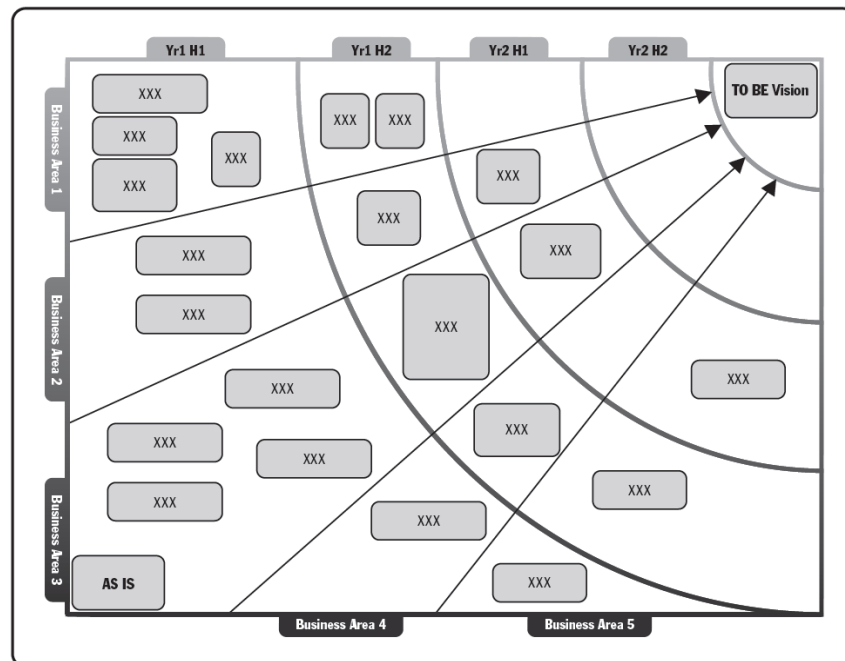 Yr1 H1
Yr1 H2
Yr2 H1
Yr2 H2
TO BE Vision
Business Area 1
XXX
XXX
XXX
XXX
XXX
XXX
XXX
XXX
XXX
Business Area 2
XXX
XXX
XXX
XXX
XXX
XXX
XXX
XXX
Business Area 3
XXX
XXX
XXX
XXX
AS IS
Business Area 4
Business Area 5